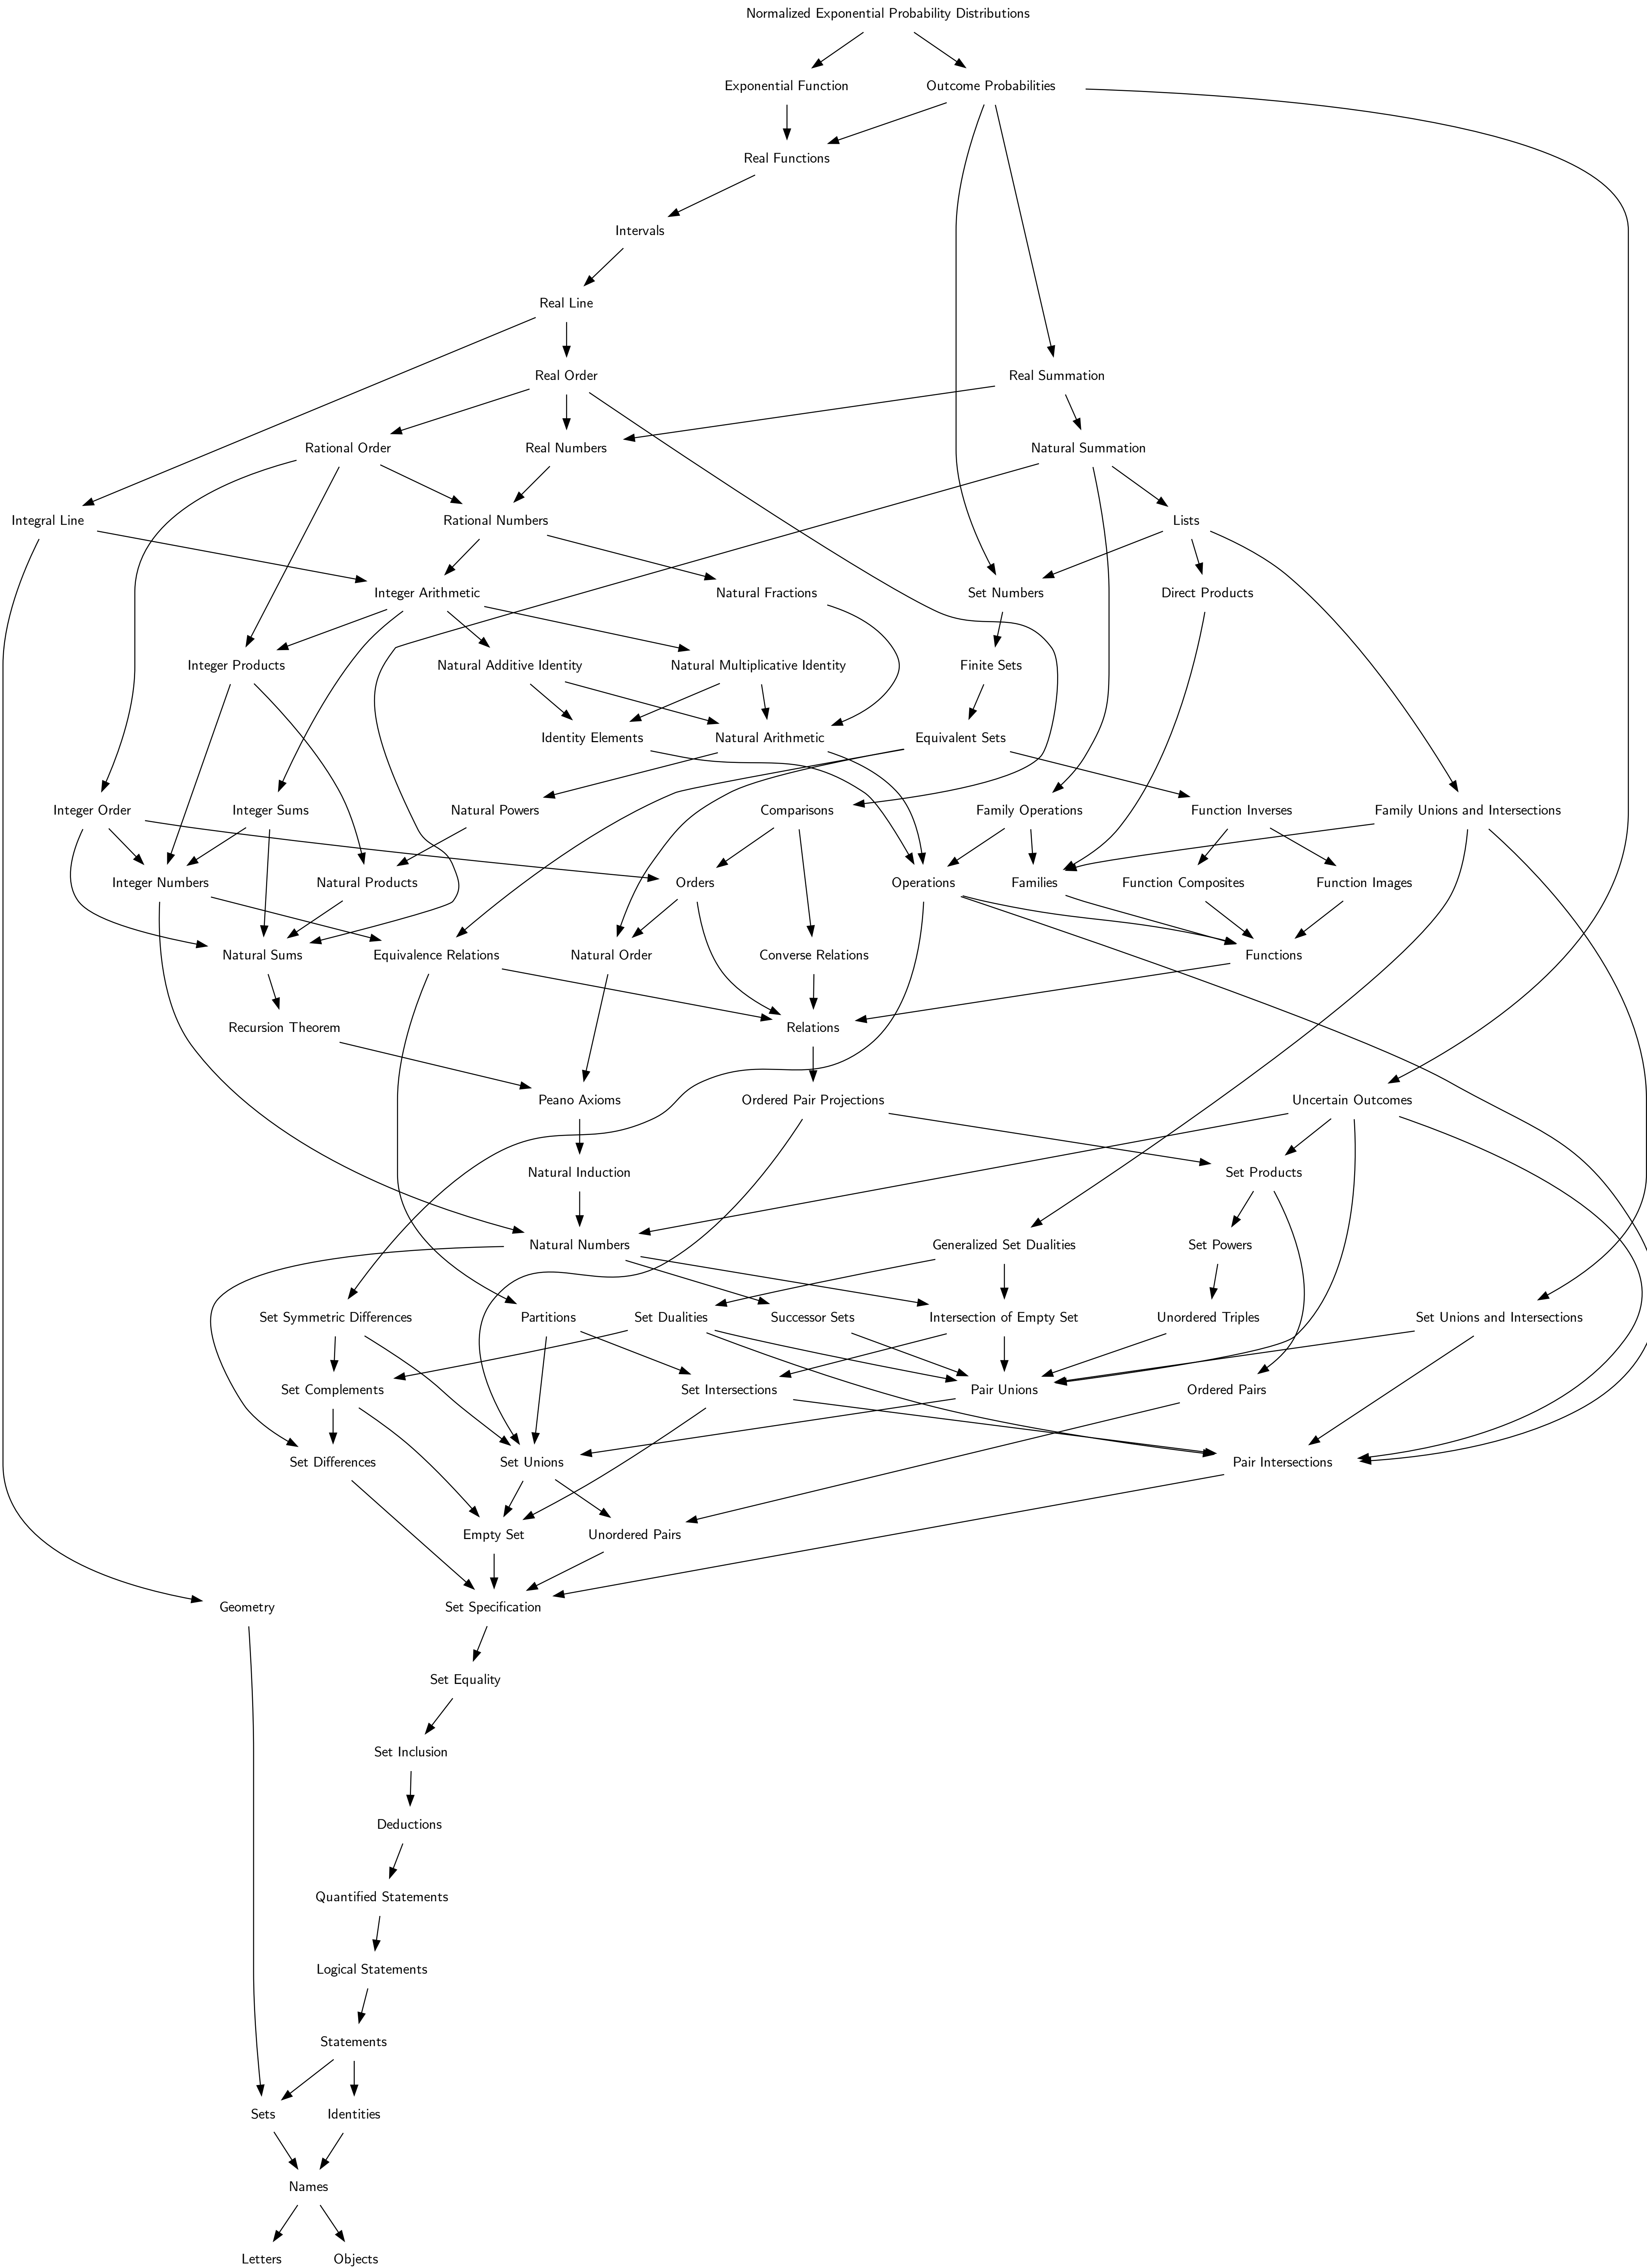 Normalized Exponential Probability Distributions
Exponential Function
Outcome Probabilities
Real Functions
Intervals
Real Line
Real Order
Real Summation
Rational Order
Real Numbers
Natural Summation
Integral Line
Rational Numbers
Lists
Integer Arithmetic
Natural Fractions
Set Numbers
Direct Products
Integer Products
Natural Additive Identity
Natural Multiplicative Identity
Finite Sets
Identity Elements
Natural Arithmetic
Equivalent Sets
Integer Order
Integer Sums
Natural Powers
Comparisons
Family Operations
Function Inverses
Family Unions and Intersections
Integer Numbers
Natural Products
Orders
Operations
Families
Function Composites
Function Images
Natural Sums
Equivalence Relations
Natural Order
Converse Relations
Functions
Recursion Theorem
Relations
Peano Axioms
Ordered Pair Projections
Uncertain Outcomes
Natural Induction
Set Products
Natural Numbers
Generalized Set Dualities
Set Powers
Set Symmetric Differences
Partitions
Set Dualities
Successor Sets
Intersection of Empty Set
Unordered Triples
Set Unions and Intersections
Set Complements
Set Intersections
Pair Unions
Ordered Pairs
Set Differences
Set Unions
Pair Intersections
Empty Set
Unordered Pairs
Geometry
Set Specification
Set Equality
Set Inclusion
Deductions
Quantified Statements
Logical Statements
Statements
Sets
Identities
Names
Letters
Objects